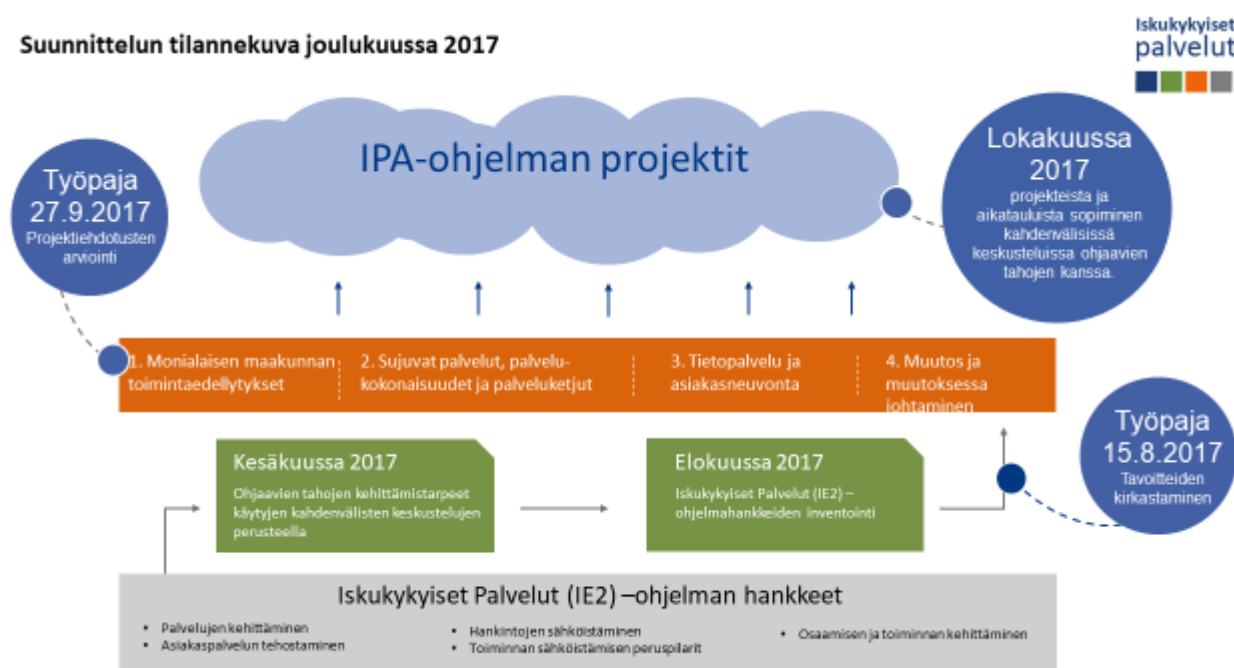 Suunnittelun tilannekuva joulukuussa 2017
Iskukykyiset
palvelut
IPA-ohjelman projektit
Työpaja
27.9.2017
Projektiehdotusten
arviointi
Lokakuussa
2017
projekteista ja
aikatauluista sopiminen
kahdenvälisissä
keskusteluissa ohjaavien
tahojen kanssa.
1. Monialaisen maakunnan
toimintaedellytykset
2. Sujuvat palvelut, palvelu-
kokonaisuudet ja palveluketjut
3. Tietopalvelu ja
asiakasneuvonta
4. Muutos ja
muutoksessa
johtaminen
Kesäkuussa 2017
Ohjaavien tahojen kehittämistarpeet
käytyjen kahdenvälisten keskustelujen
perusteella
Elokuussa 2017
Iskukykyiset Palvelut (IE2) –
ohjelmahankkeiden inventointi
Työpaja
15.8.2017
Tavoitteiden
kirkastaminen
Iskukykyiset Palvelut (IE2) –ohjelman hankkeet
• Palvelujen kehittäminen
• Asiakaspalvelun tehostaminen
• Hankintojen sähköistäminen
• Toiminnan sähköistämisen peruspilarit
• Osaamisen ja toiminnan kehittäminen